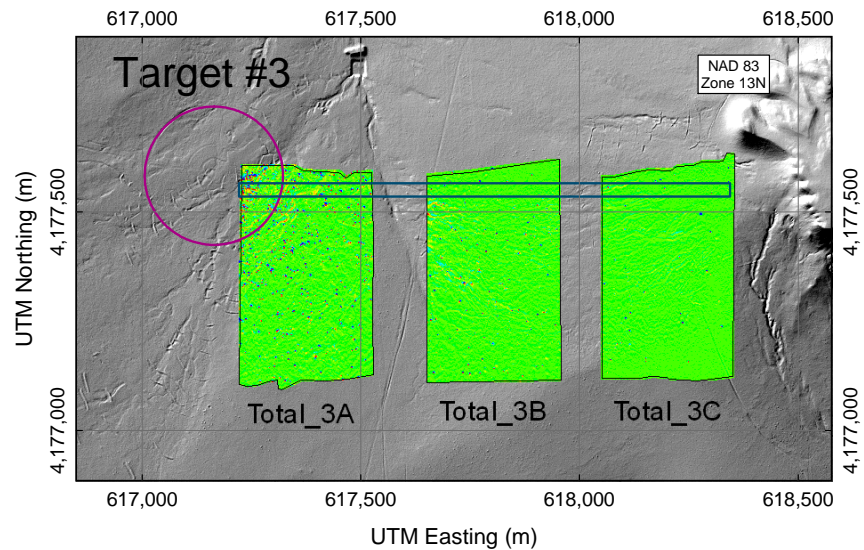 617,000 617,500 618,000 618,500
Target #3
NAD 83
Zone 13N
UTM Northing (m)
4,177,500 4,177,500
4,177,000 4,177,000
Total_3A Total_3B Total_3C
617,000 617,500 618,000 618,500
UTM Easting (m)